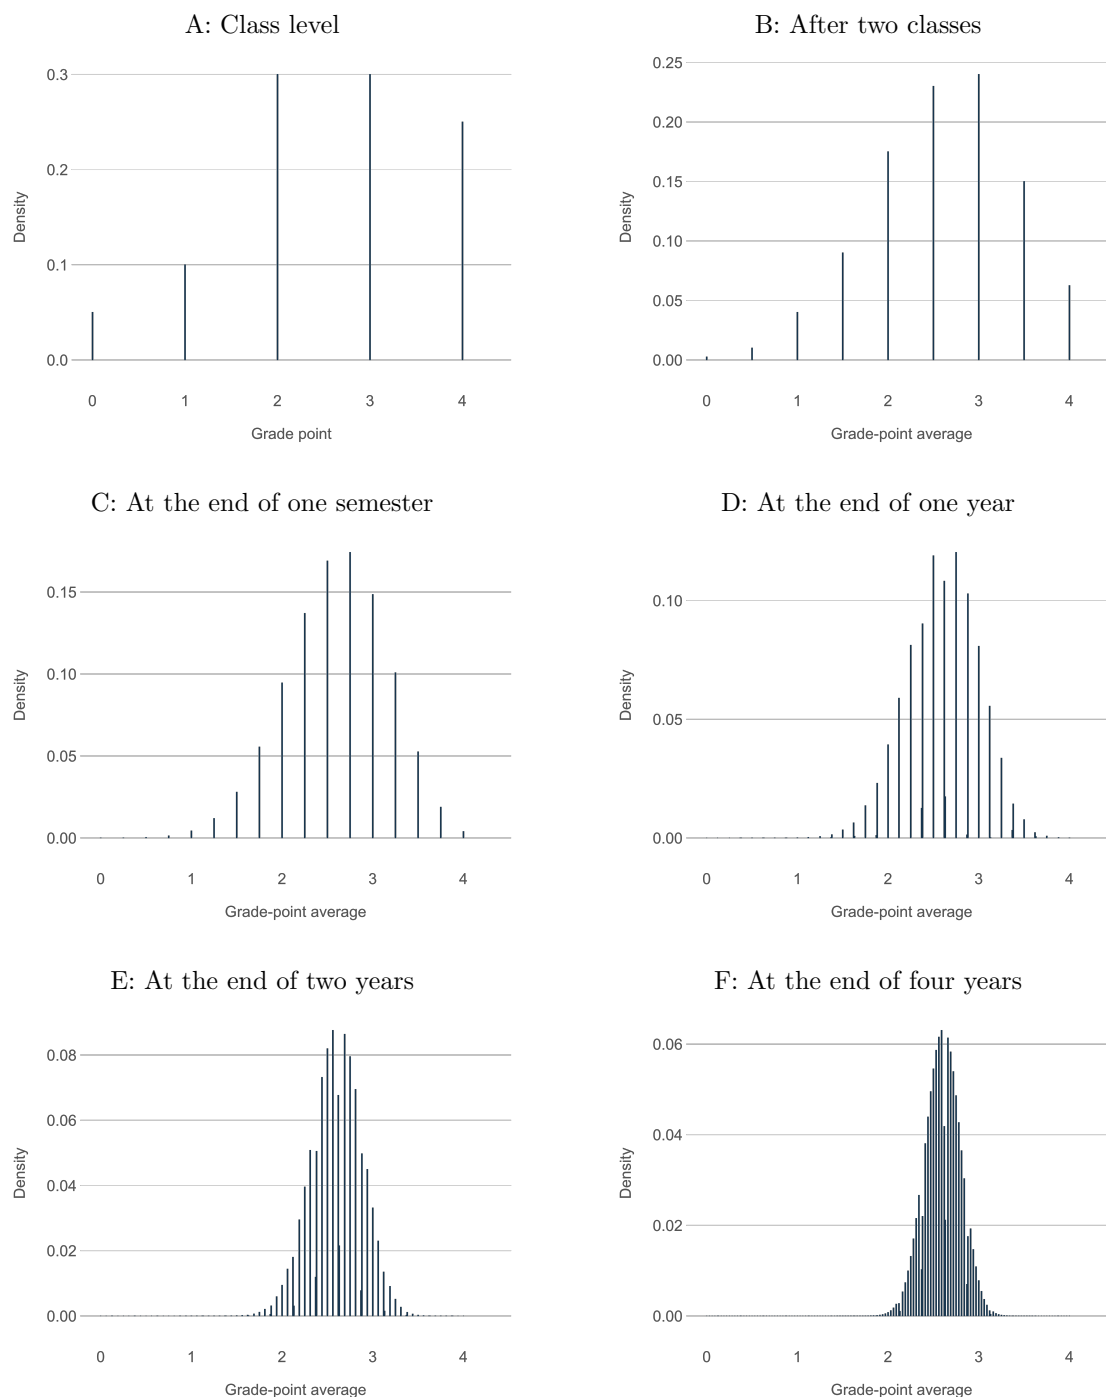 A: Class level
0.3
0.2
0.1
0.0
Density
0 1 2 3 4
Grade point
B: After two classes
0.25
0.20
0.15
0.10
0.05
0.00
Density
0 1 2 3 4
Grade-point average
C: At the end of one semester
0.15
0.10
0.05
0.00
Density
0 1 2 3 4
Grade-point average
D: At the end of one year
0.10
0.05
0.00
Density
0 1 2 3 4
Grade-point average
E: At the end of two years
0.08
0.06
0.04
0.02
0.00
Density
0 1 2 3 4
Grade-point average
F: At the end of four years
0.06
0.04
0.02
0.00
Density
0 1 2 3 4
Grade-point average